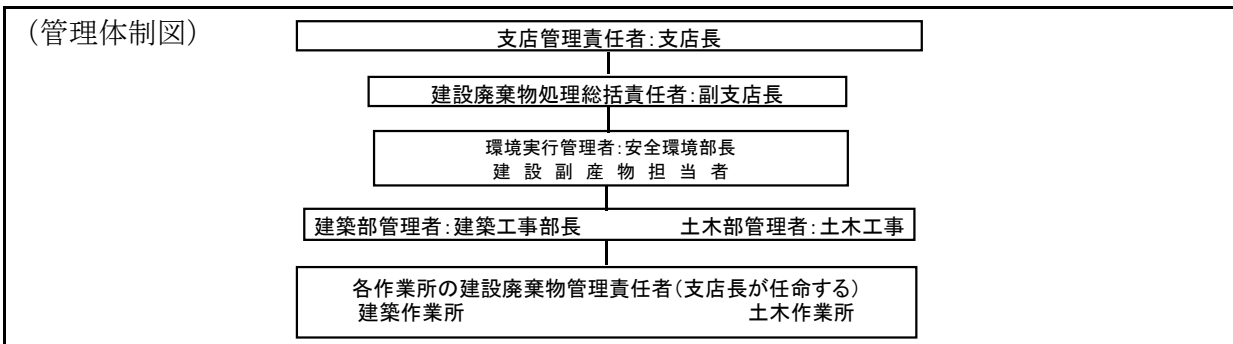 （管理体制図）
支店管理責任者：支店長
建設廃棄物処理総括責任者：副支店長
環境実行管理者：安全環境部長
建設副産物担当者
建築部管理者：建築工事部長　土木部管理者：土木工事
各作業所の建設廃棄物管理責任者（支店長が任命する）
建築作業所　土木作業所